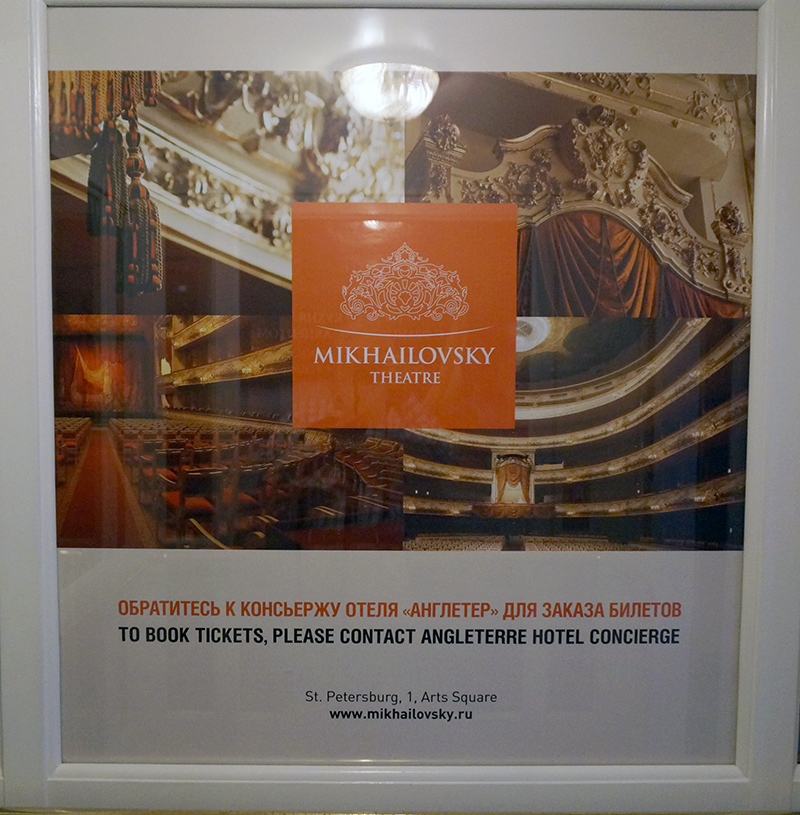 MIKHAILOVSKY
THEATRE
ОБРАТИТЕСЬ К КОНСЬЕРЖУ ОТЕЛЯ «АНГЛЕТЕР» ДЛЯ ЗАКАЗА БИЛЕТОВ
TO BOOK TICKETS, PLEASE CONTACT ANGLETERRE HOTEL CONCIERGE
St. Petersburg, 1, Arts Square
www.mikhailovsky.ru